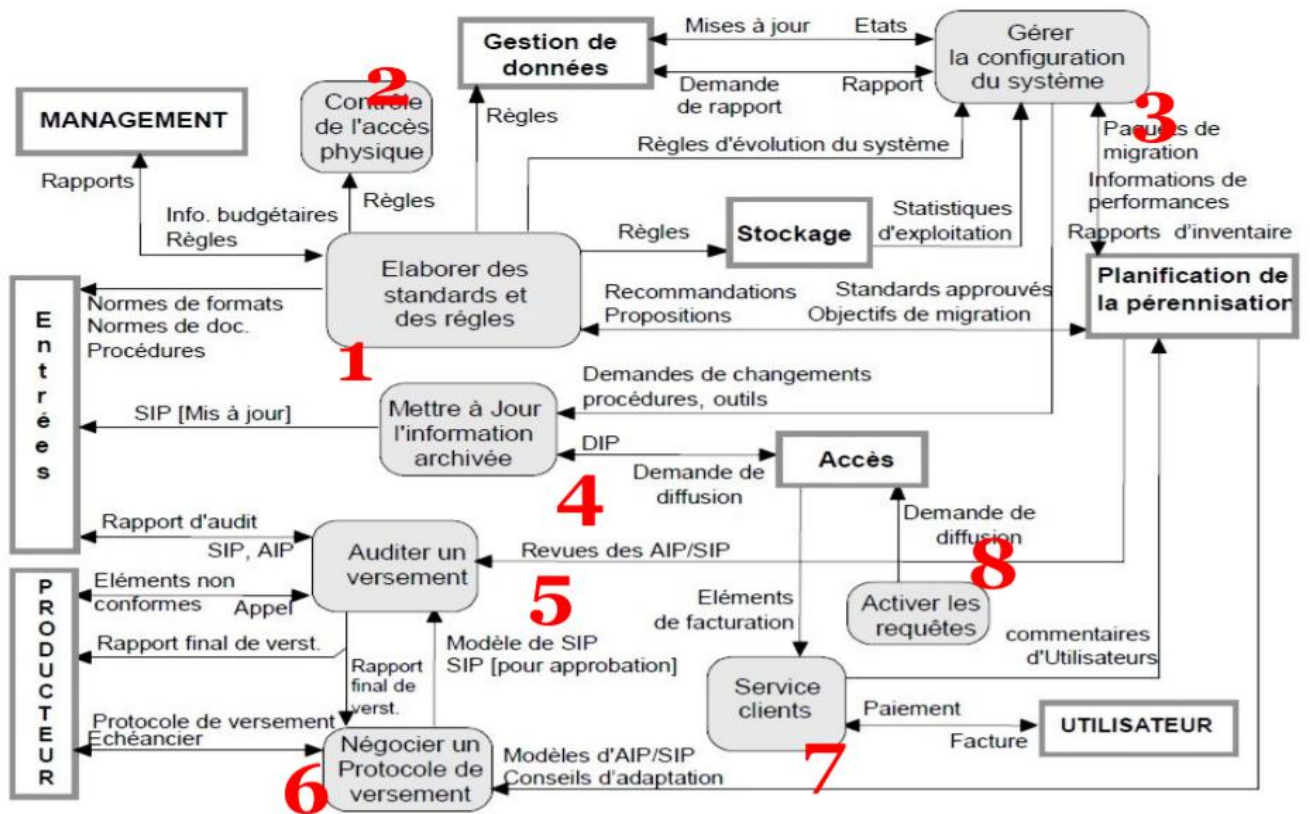 Mises à jour
Etats
Gestion de
données
Gérer
la configuration
du système
Demande
de rapport
Rapport
2
Contrôle
de l'accès
physique
MANAGEMENT
Règles
3
Paquets de
migration
Règles d'évolution du système
Rapports
Informations de
performances
Info. budgétaires
Règles
Règles
Statistiques
d'exploitation
Stockage
Règles
Rapports d'inventaire
Elaborer des
standards et
des régles
1
Planification de
la pérennisation
Recommandations
Propositions
Standards approuvés
Objectifs de migration
Entrées
Normes de formats
Normes de doc.
Procédures
Demandes de changements
procédures, outils
SIP [Mis à jour]
Mettre à Jour
l'information
archivée
DIP
Demande de
diffusion
Accès
4
Demande de
diffusion
Rapport d'audit
SIP, AIP
Auditer un
versement
Revues des AIP/SIP
8
5
PRODUCTEUR
Eléments non
conformes
Appel
Eléments
de facturation
Activer les
requêtes
Rapport final de verst.
Rapport
final de
verst.
Modèle de SIP
SIP [pour approbation]
commentaires
d'Utilisateurs
Service
clients
7
Paiement
Facture
UTILISATEUR
Protocole de versement
Echéancier
6
Négocier un
Protocole de
versement
Modèles d'AIP/SIP
Conseils d'adaptation